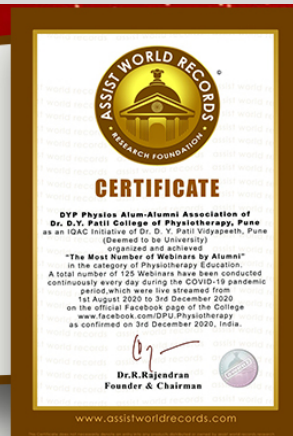 ASSIST WORLD RECORDS
RESEARCH FOUNDATION
CERTIFICATE
DYP Physios Alum-Alumni Association of
Dr. D.Y. Patil College of Physiotherapy, Pune
as an IQAC Initiative of Dr. D. Y. Patil Vidyapeeth, Pune
(Deemed to be University)
organized and achieved
"The Most Number of Webinars by Alumni"
in the category of Physiotherapy Education.
A total number of 125 Webinars have been conducted
continuously every day during the COVID-19 pandemic
period,which were live streamed from
1st August 2020 to 3rd December 2020
on the official Facebook page of the College
www.facebook.com/DPU.Physiotherapy
as confirmed on 3rd December 2020, India.
Dr.R.Rajendran
Founder & Chairman
www.assistworldrecords.com